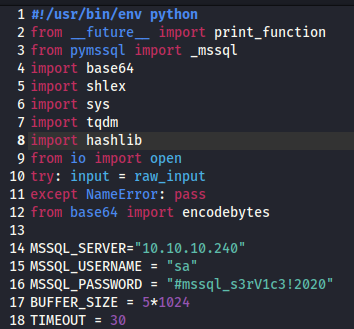 1 #!/usr/bin/env python
2 from __future__ import print_function
3 from pymssql import _mssql
4 import base64
5 import shlex
6 import sys
7 import tqdm
8 import hashlib
9 from io import open
10 try: input = raw_input
11 except NameError: pass
12 from base64 import encodebytes
13
14 MSSQL_SERVER="10.10.10.240"
15 MSSQL_USERNAME = "sa"
16 MSSQL_PASSWORD = "#mssql_s3rV1c3!2020"
17 BUFFER_SIZE = 5*1024
18 TIMEOUT = 30